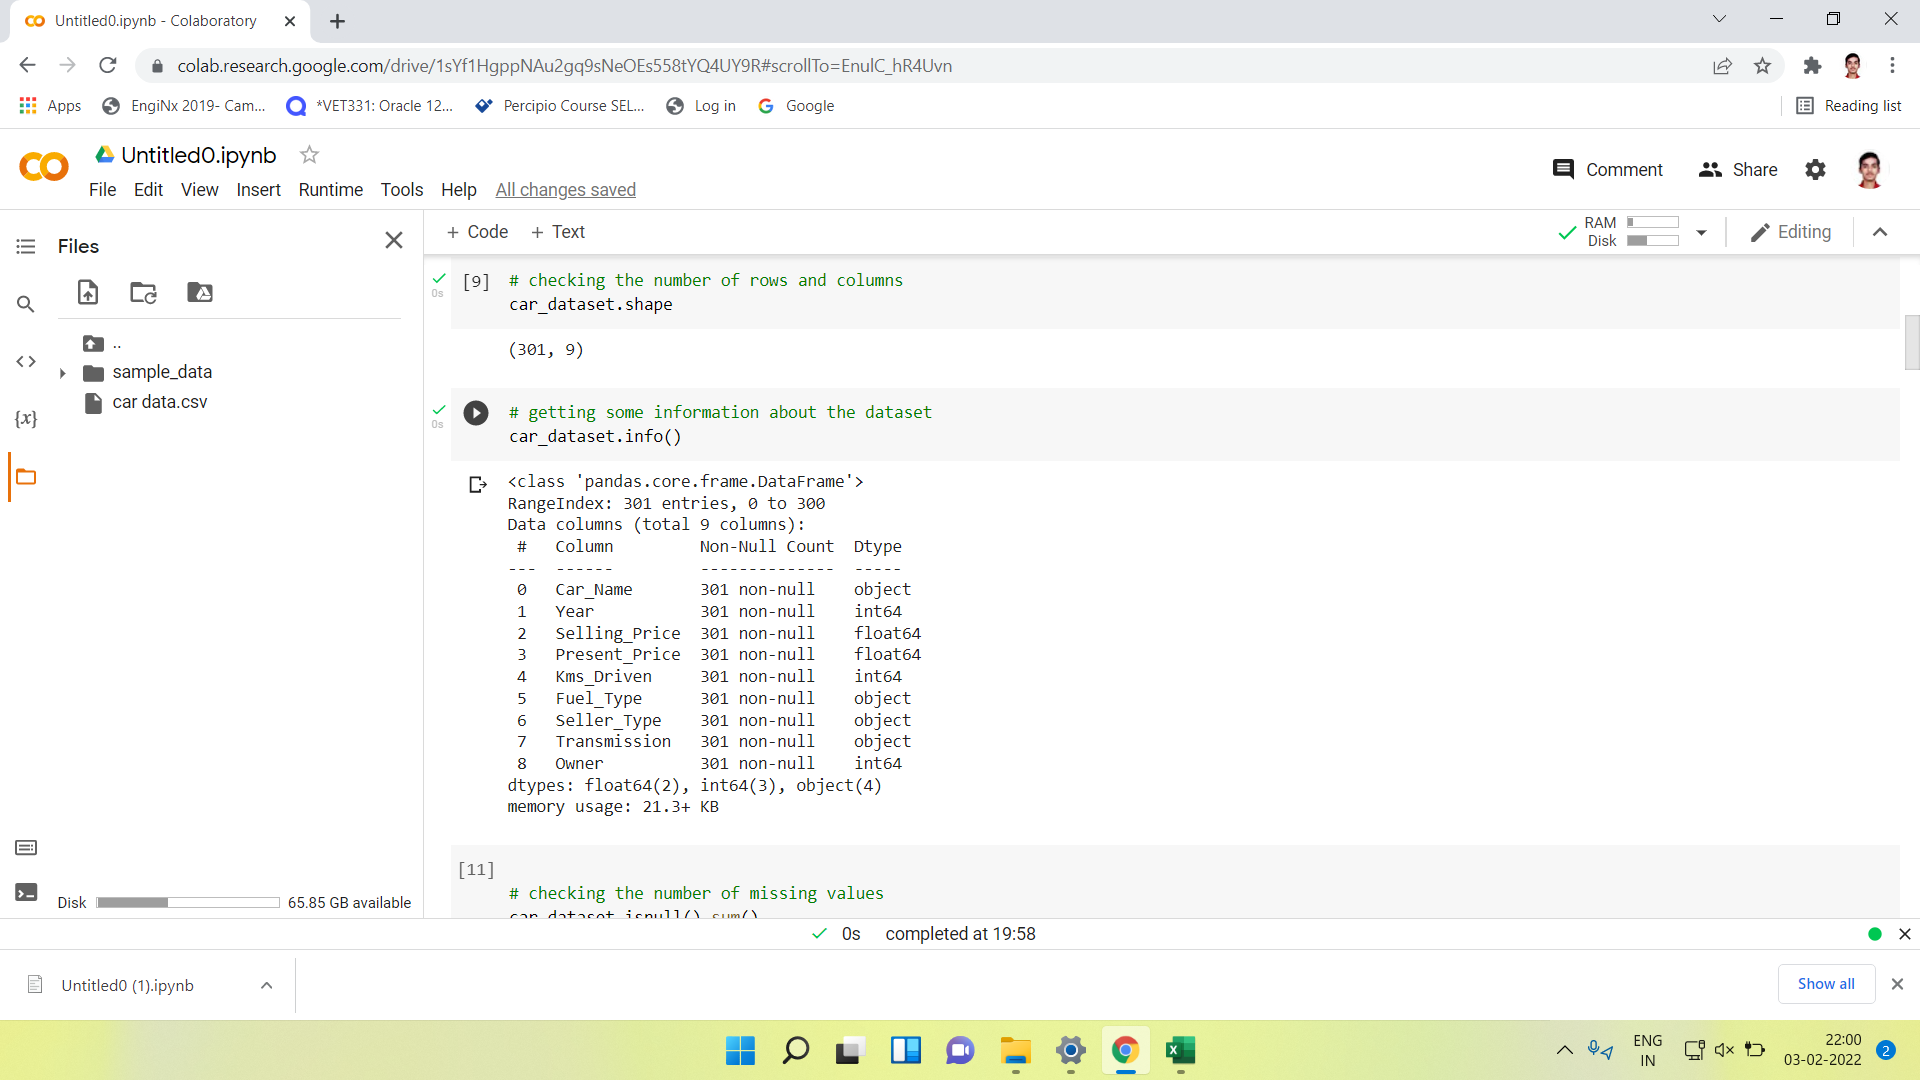 Untitled0.ipynb - Colaboratory
colab.research.google.com/drive/1sYf1HgppNAu2gq9sNeOEs558tYQ4UY9R#scrollTo=EnulC_hR4Uvn
Apps EngiNx 2019- Cam... *VET331: Oracle 12... Percipio Course SEL... Log in Google Reading list
Untitled0.ipynb
File Edit View Insert Runtime Tools Help All changes saved
Comment Share
Files
+ Code + Text
RAM
Disk
Editing
..
sample_data
car data.csv
{x}
Disk 65.85 GB available
0s
[9] # checking the number of rows and columns
car_dataset.shape
(301, 9)
0s
# getting some information about the dataset
car_dataset.info()
<class 'pandas.core.frame.DataFrame'>
RangeIndex: 301 entries, 0 to 300
Data columns (total 9 columns):
# Column Non-Null Count Dtype
--- ------ -------------- -----
0 Car_Name 301 non-null object
1 Year 301 non-null int64
2 Selling_Price 301 non-null float64
3 Present_Price 301 non-null float64
4 Kms_Driven 301 non-null int64
5 Fuel_Type 301 non-null object
6 Seller_Type 301 non-null object
7 Transmission 301 non-null object
8 Owner 301 non-null int64
dtypes: float64(2), int64(3), object(4)
memory usage: 21.3+ KB
[11]
# checking the number of missing values
car_dataset.isnull().sum()
0s completed at 19:58
Untitled0 (1).ipynb
Show all
ENG
IN
22:00
03-02-2022
2